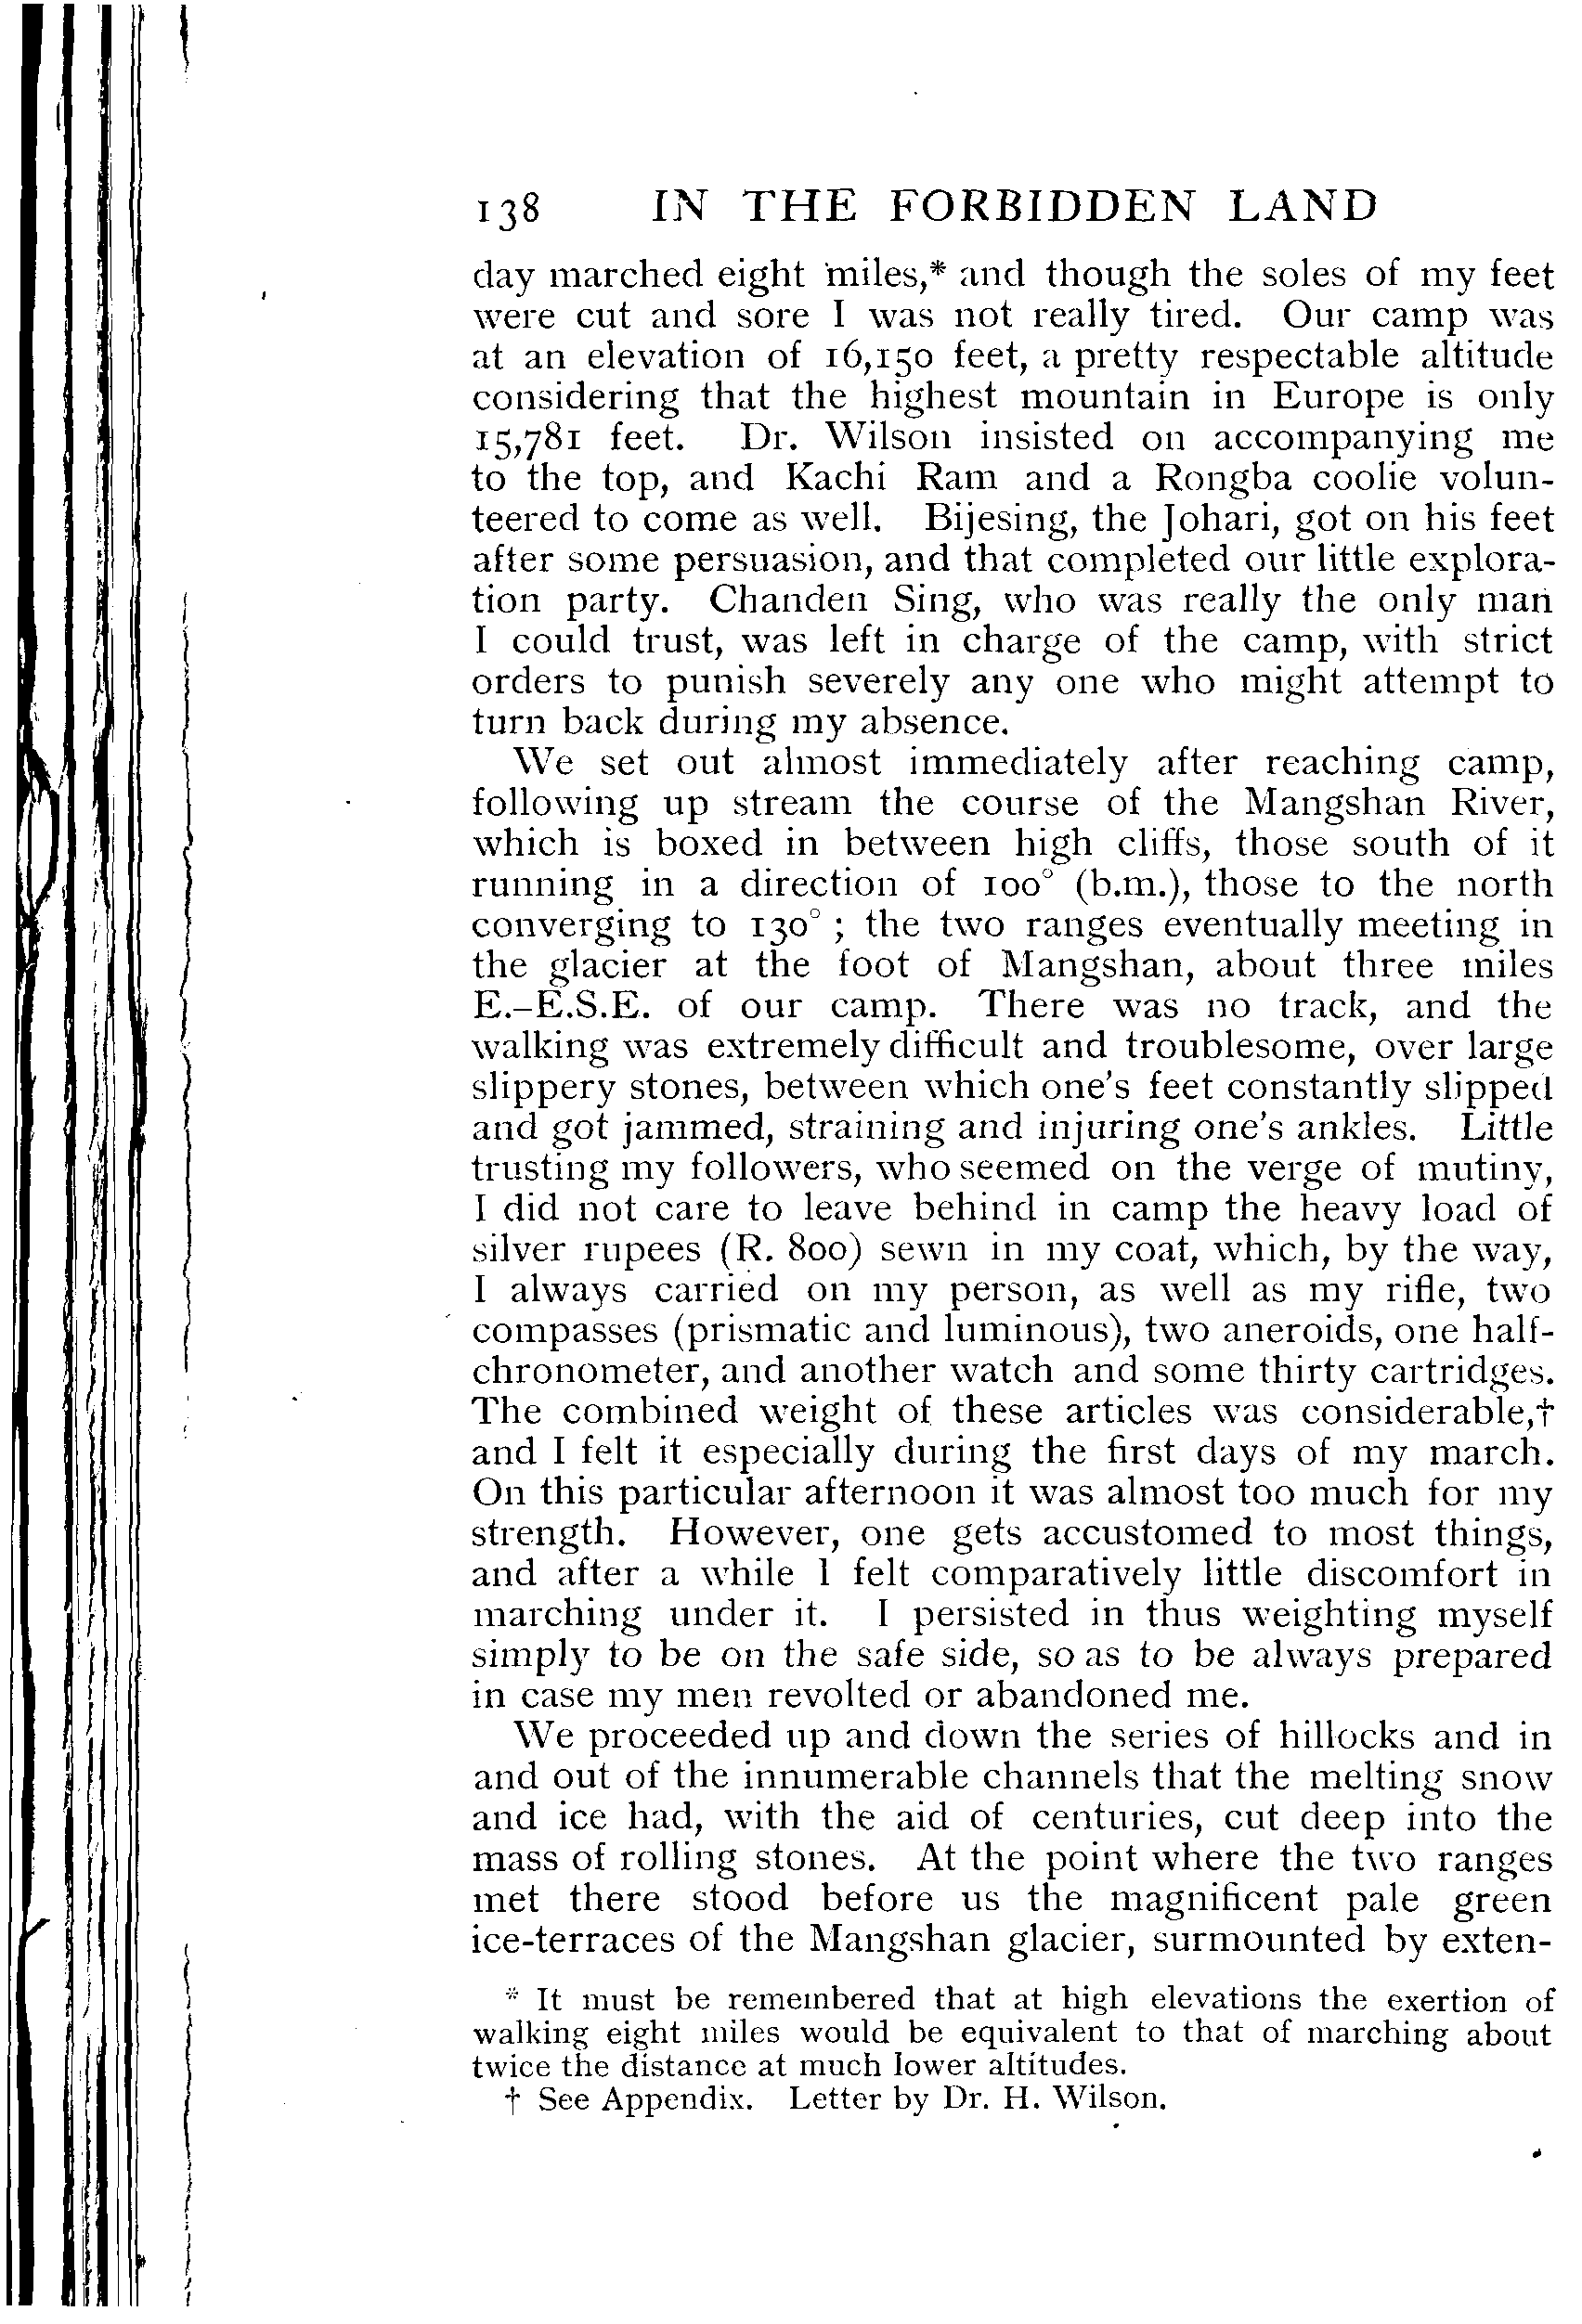 138 IN THE FORBIDDEN LAND
day marched eight miles,* and though the soles of my feet
were cut and sore I was not really tired. Our camp was
at an elevation of 16,150 feet, a pretty respectable altitude
considering that the highest mountain in Europe is only
15,781 feet. Dr. Wilson insisted on accompanying me
to the top, and Kachi Ram and a Rongba coolie volun-
teered to come as well. Bijesing, the Johari, got on his feet
after some persuasion, and that completed our little explora-
tion party. Chanden Sing, who was really the only man
I could trust, was left in charge of the camp, with strict
orders to punish severely any one who might attempt to
turn back during my absence.
We set out almost immediately after reaching camp,
following up stream the course of the Mangshan River,
which is boxed in between high cliffs, those south of it
running in a direction of 100° (b.m.), those to the north
converging to 130° ; the two ranges eventually meeting in
the glacier at the foot of Mangshan, about three miles
E.–E.S.E. of our camp. There was no track, and the
walking was extremely difficult and troublesome, over large
slippery stones, between which one's feet constantly slipped
and got jammed, straining and injuring one's ankles. Little
trusting my followers, who seemed on the verge of mutiny,
I did not care to leave behind in camp the heavy load of
silver rupees (R. 800) sewn in my coat, which, by the way,
I always carried on my person, as well as my rifle, two
compasses (prismatic and luminous), two aneroids, one half-
chronometer, and another watch and some thirty cartridges.
The combined weight of these articles was considerable,†
and I felt it especially during the first days of my march.
On this particular afternoon it was almost too much for my
strength. However, one gets accustomed to most things,
and after a while I felt comparatively little discomfort in
marching under it. I persisted in thus weighting myself
simply to be on the safe side, so as to be always prepared
in case my men revolted or abandoned me.
We proceeded up and down the series of hillocks and in
and out of the innumerable channels that the melting snow
and ice had, with the aid of centuries, cut deep into the
mass of rolling stones. At the point where the two ranges
met there stood before us the magnificent pale green
ice-terraces of the Mangshan glacier, surmounted by exten-
* It must be remembered that at high elevations the exertion of
walking eight miles would be equivalent to that of marching about
twice the distance at much lower altitudes.
† See Appendix. Letter by Dr. H. Wilson.